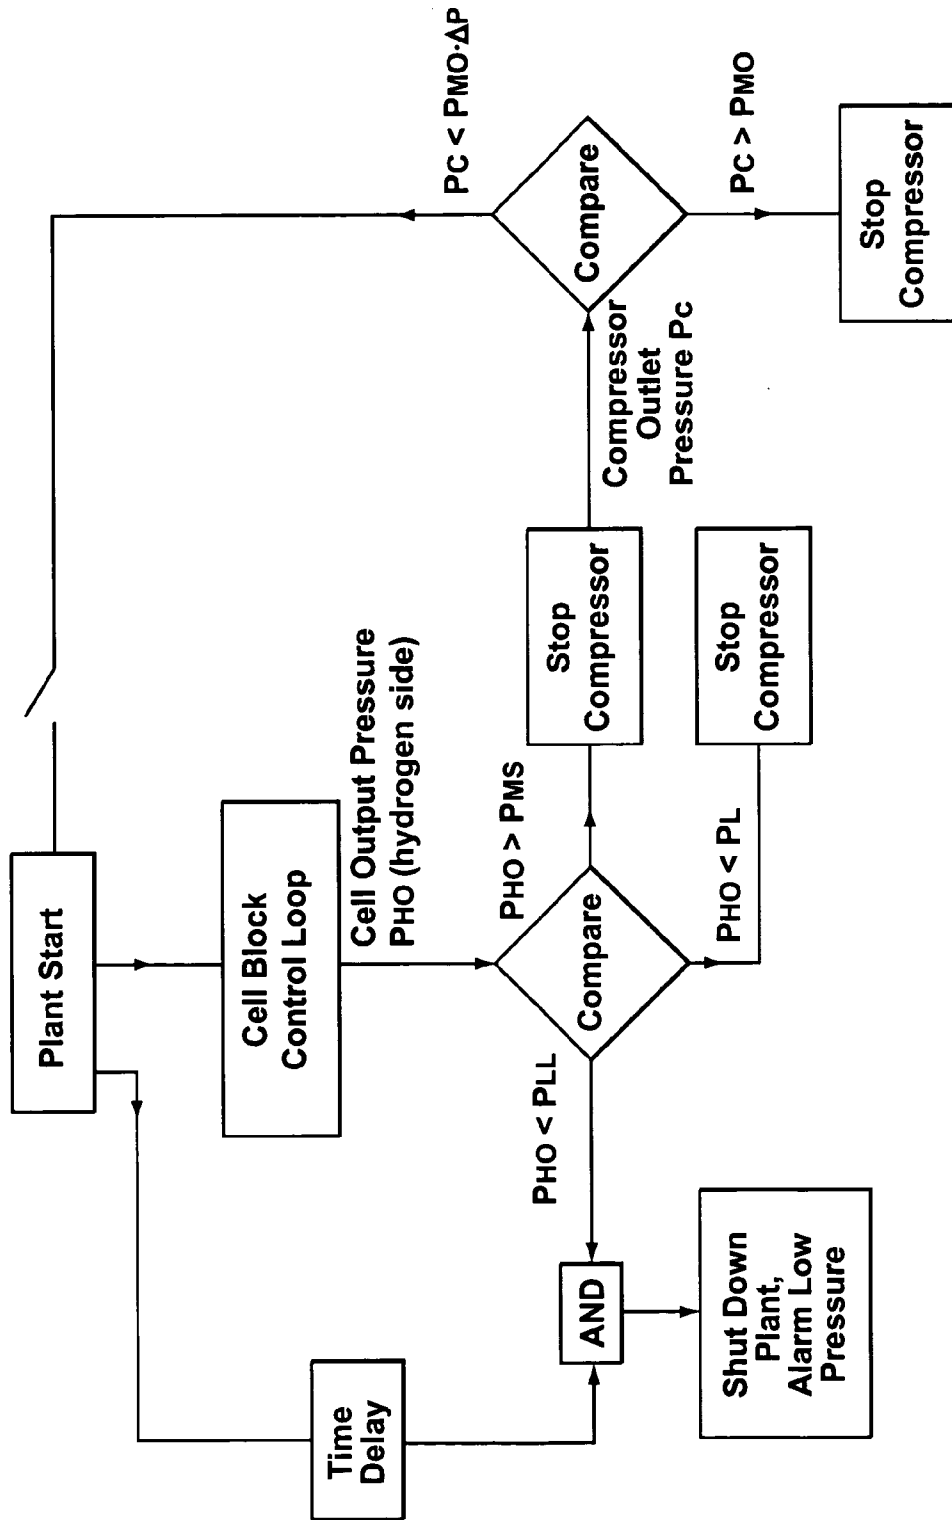 Plant Start
Cell Block
Control Loop
Cell Output Pressure
PHO (hydrogen side)
Time
Delay
AND
PHO < PLL
Compare
PHO > PMS
PHO < PL
Shut Down
Plant,
Alarm Low
Pressure
Stop
Compressor
Stop
Compressor
Compressor
Outlet
Pressure PC
Compare
PC < PMO·ΔP
PC > PMO
Stop
Compressor